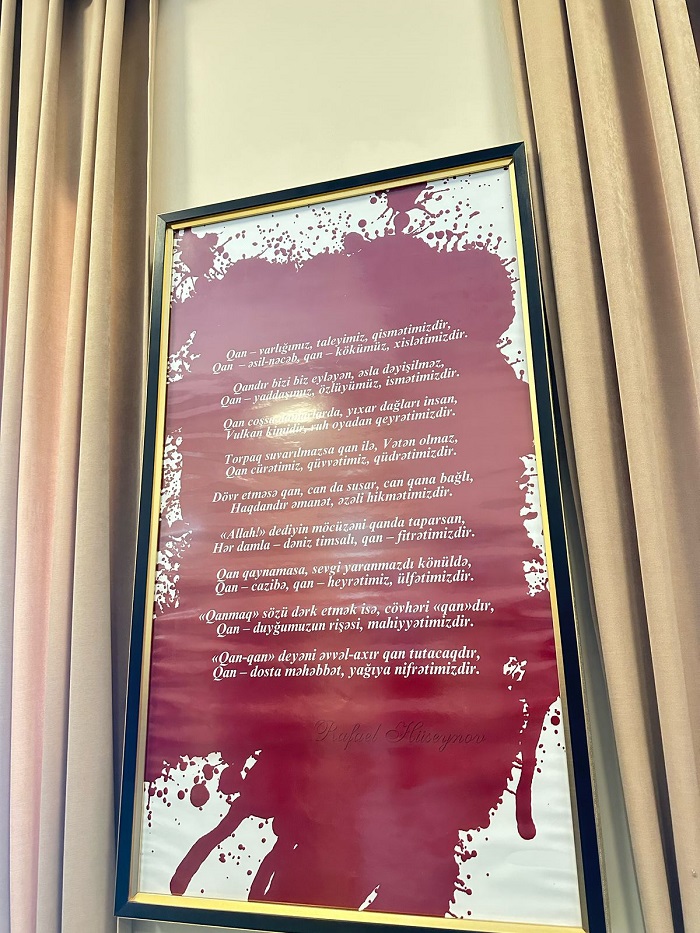 Qan – varlığımız, taleyimiz, qismətimizdir,
Qan – əsil-nəcəb, qan – kökümüz, xislətimizdir.
Qandır bizi biz eyləyən, əsla dəyişilməz,
Qan – yaddaşımız, özlüyümüz, ismətimizdir.
Qan coşsa damarlarda, yıxar dağları insan,
Vulkan kimidir, ruh oyadan qeyrətimizdir.
Torpaq suvarılmazsa qan ilə, Vətən olmaz,
Qan cürətimiz, qüvvətimiz, qüdrətimizdir.
Dövr etməsə qan, can da susar, can qana bağlı,
Haqdandır əmanət, əzəli hikmətimizdir.
«Allah!» dediyin möcüzəni qanda taparsan,
Hər damla – dəniz timsalı, qan – fitrətimizdir.
Qan qaynamasa, sevgi yaranmazdı könüldə,
Qan – cazibə, qan – heyrətimiz, ülfətimizdir.
«Qanmaq» sözü dərk etmək isə, cövhəri «qan»dır,
Qan – duyğumuzun rişəsi, mahiyyətimizdir.
«Qan-qan» deyəni əvvəl-axır qan tutacaqdır,
Qan – dosta məhəbbət, yağıya nifrətimizdir.
Rafael Hüseynov